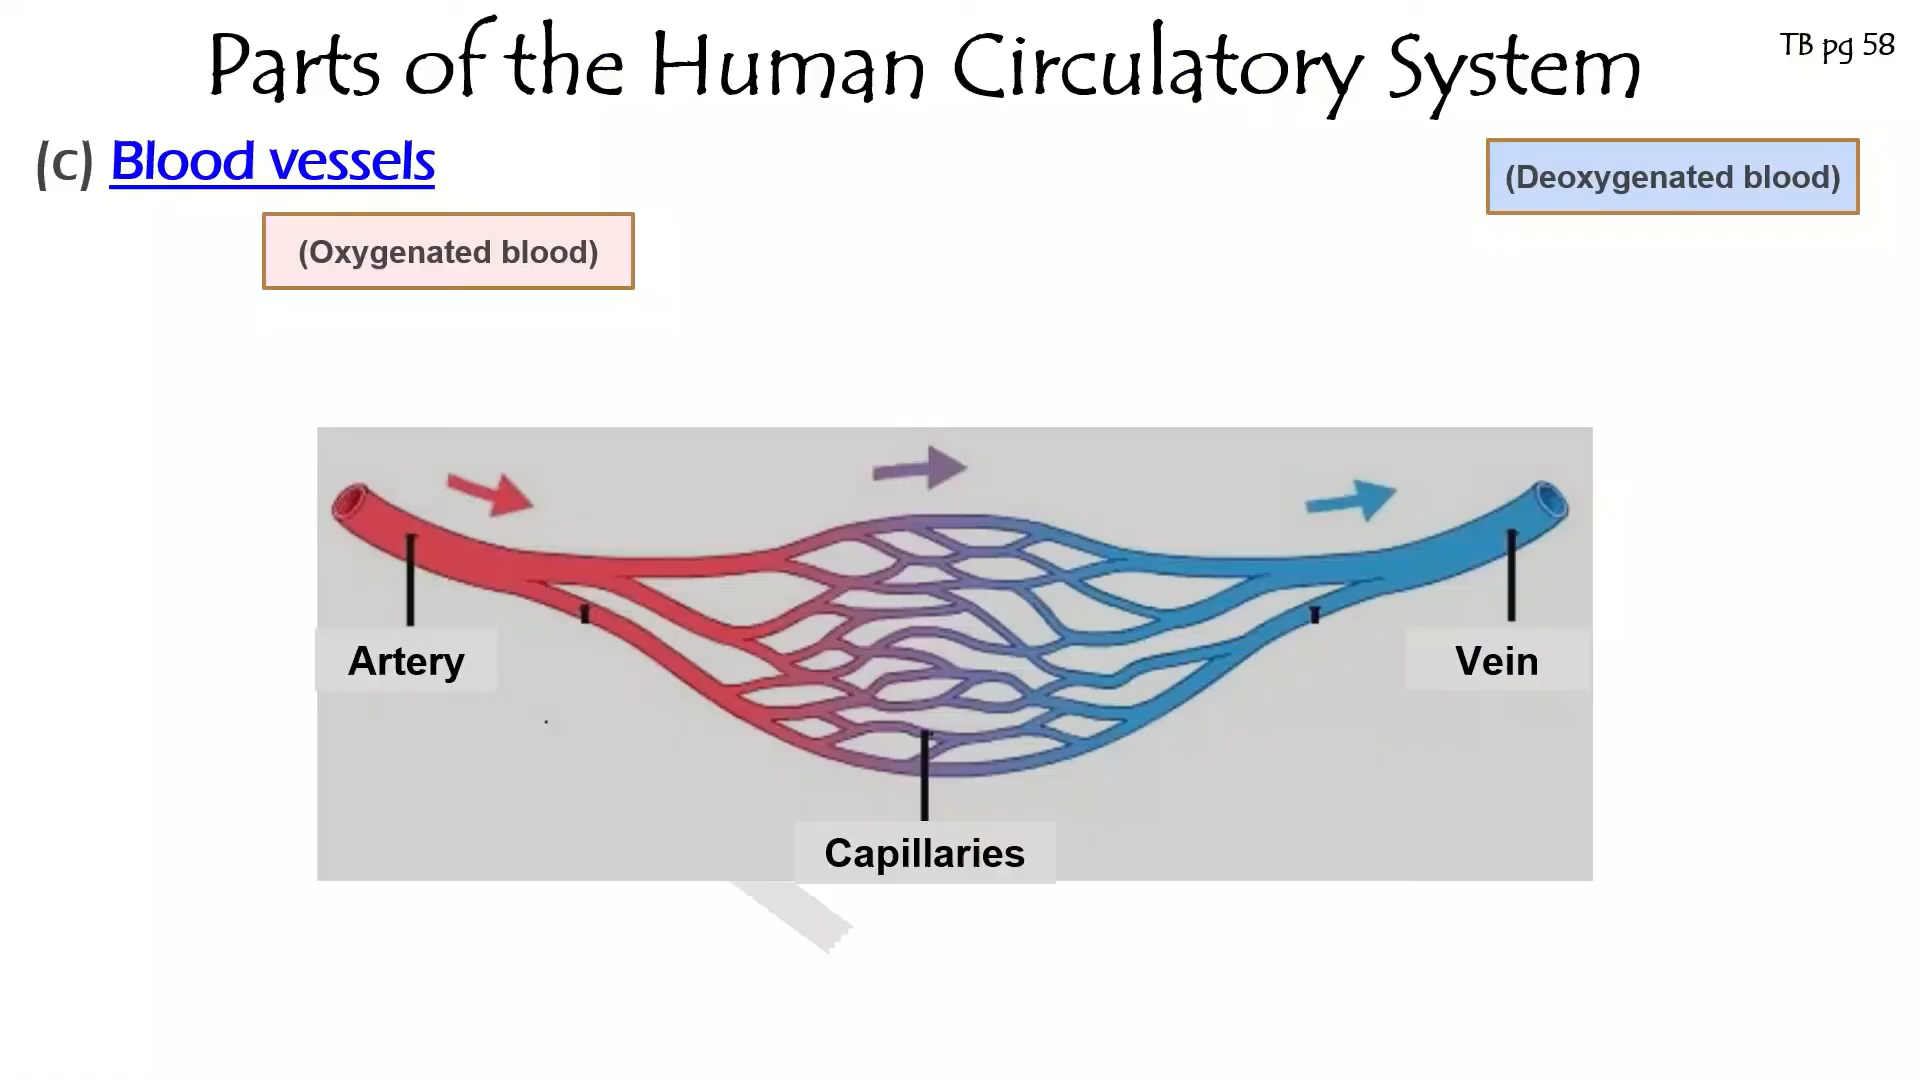 Parts of the Human Circulatory System
TB pg 58
(c) Blood vessels
(Deoxygenated blood)
(Oxygenated blood)
Artery
Vein
Capillaries